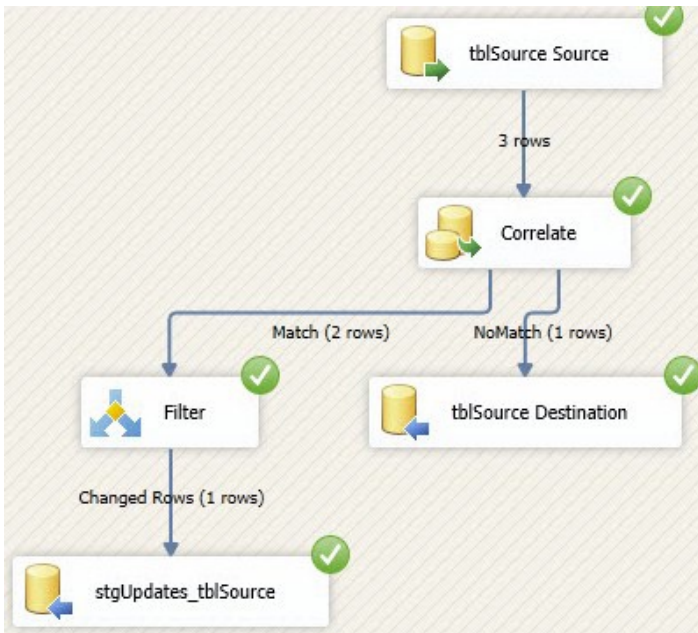 tblSource Source
3 rows
Correlate
Match (2 rows)
NoMatch (1 rows)
Filter
tblSource Destination
Changed Rows (1 rows)
stgUpdates_tblSource